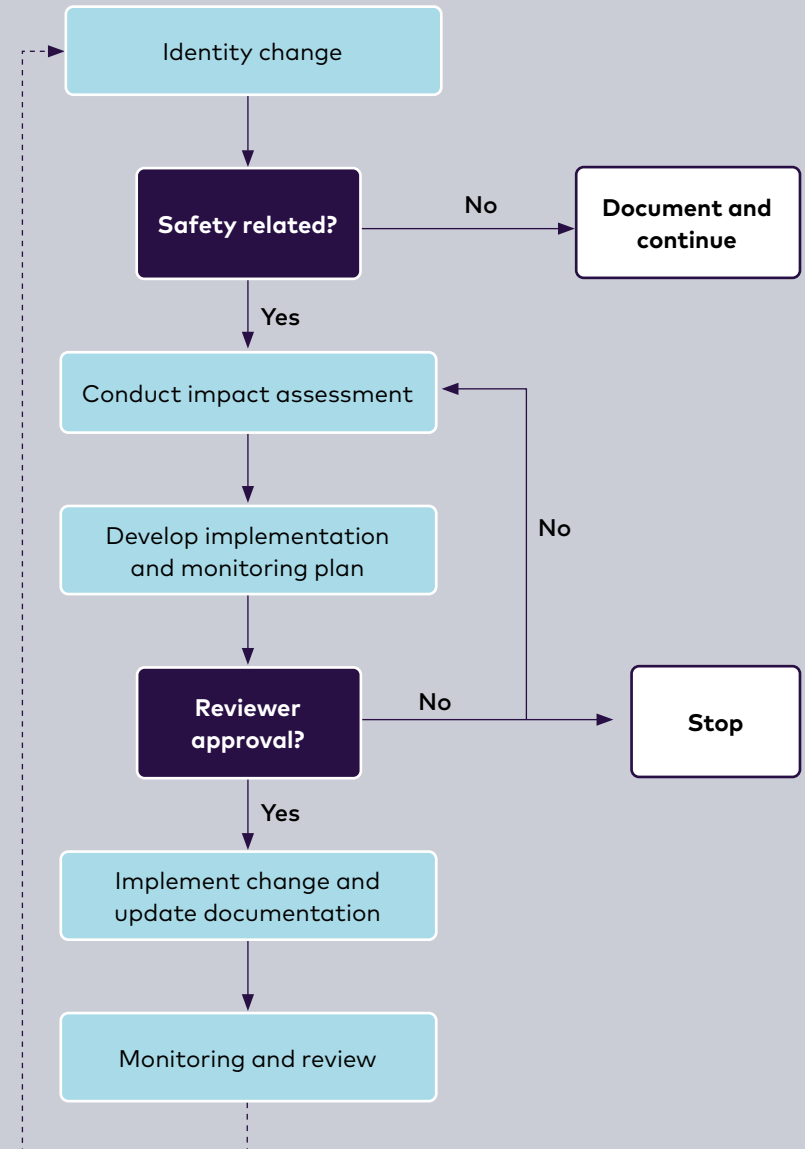 Identity change
Safety related?
No
Document and
continue
Yes
Conduct impact assessment
Develop implementation
and monitoring plan
No
Reviewer
approval?
No
Stop
Yes
Implement change and
update documentation
Monitoring and review